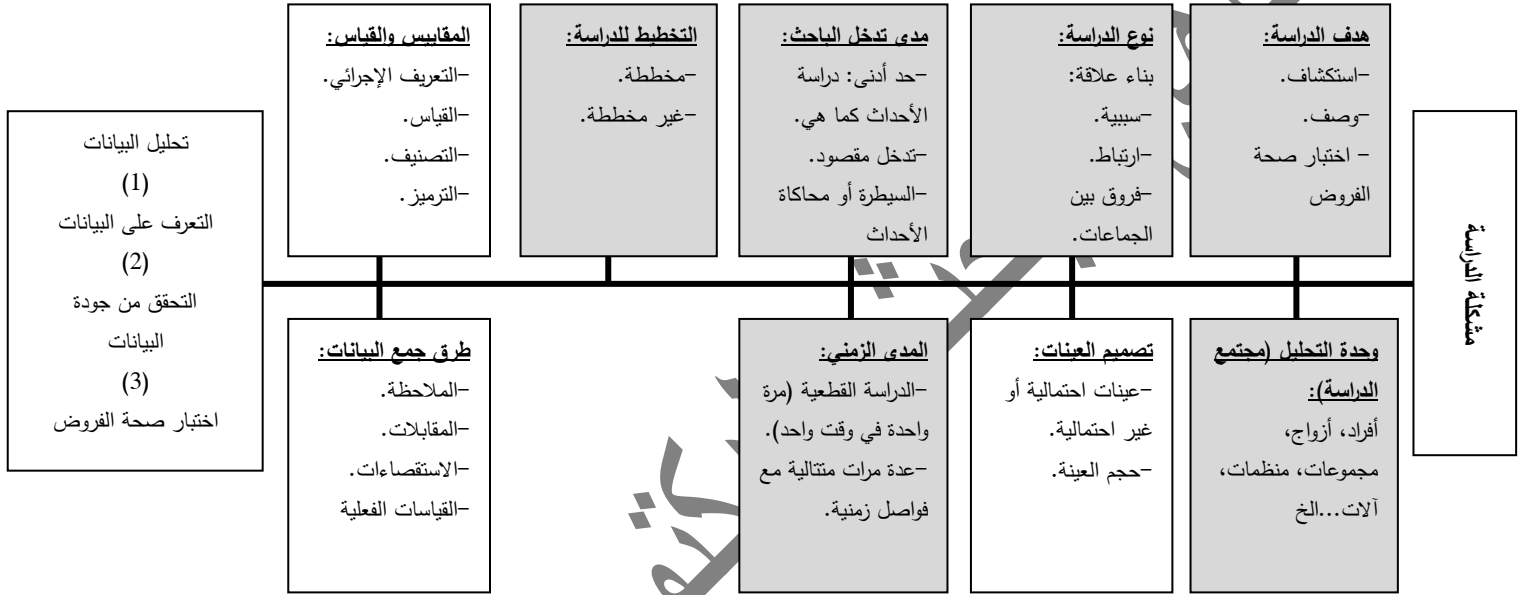 مشكلة الدراسة
هدف الدراسة:
-استكشاف.
-وصف.
- اختبار صحة
الفروض
نوع الدراسة:
بناء علاقة:
-سببية.
-ارتباط.
-فروق بين
الجماعات.
مدى تدخل الباحث:
-حد أدنى: دراسة
الأحداث كما هي.
-تدخل مقصود.
-السيطرة أو محاكاة
الأحداث
التخطيط للدراسة:
-مخططة.
-غير مخططة.
المقاييس والقياس:
-التعريف الإجرائي.
-القياس.
-التصنيف.
-الترميز.
وحدة التحليل (مجتمع
الدراسة):
أفراد، أزواج،
مجموعات، منظمات،
آلات...الخ
تصميم العينات:
-عينات احتمالية أو
غير احتمالية.
-حجم العينة.
المدى الزمني:
-الدراسة القطعية (مرة
واحدة في وقت واحد).
-عدة مرات متتالية مع
فواصل زمنية.
طرق جمع البيانات:
-الملاحظة.
-المقابلات.
-الاستقصاءات.
-القياسات الفعلية
تحليل البيانات
(1)
التعرف على البيانات
(2)
التحقق من جودة
البيانات
(3)
اختبار صحة الفروض